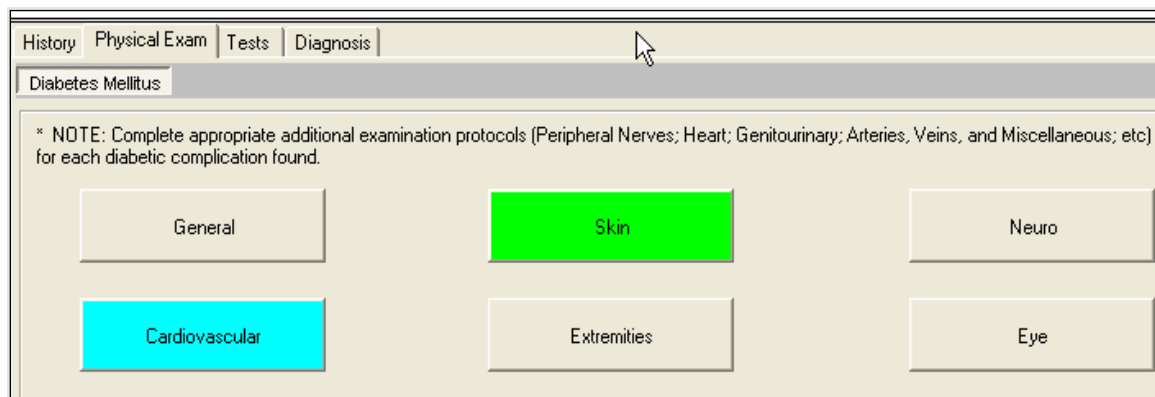 History Physical Exam Tests Diagnosis
Diabetes Mellitus
* NOTE: Complete appropriate additional examination protocols (Peripheral Nerves; Heart; Genitourinary; Arteries, Veins, and Miscellaneous; etc)
for each diabetic complication found.
General Skin Neuro
Cardiovascular Extremities Eye